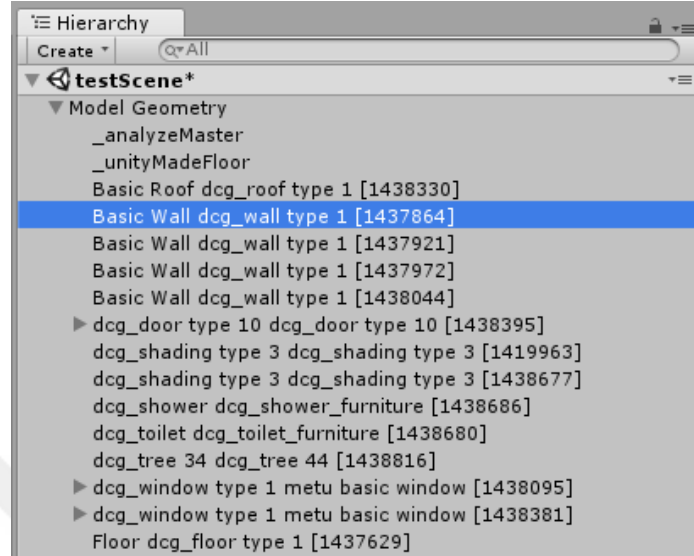 Hierarchy
Create All
testScene*
Model Geometry
_analyzeMaster
_unityMadeFloor
Basic Roof dcg_roof type 1 [1438330]
Basic Wall dcg_wall type 1 [1437864]
Basic Wall dcg_wall type 1 [1437921]
Basic Wall dcg_wall type 1 [1437972]
Basic Wall dcg_wall type 1 [1438044]
dcg_door type 10 dcg_door type 10 [1438395]
dcg_shading type 3 dcg_shading type 3 [1419963]
dcg_shading type 3 dcg_shading type 3 [1438677]
dcg_shower dcg_shower_furniture [1438686]
dcg_toilet dcg_toilet_furniture [1438680]
dcg_tree 34 dcg_tree 44 [1438816]
dcg_window type 1 metu basic window [1438095]
dcg_window type 1 metu basic window [1438381]
Floor dcg_floor type 1 [1437629]